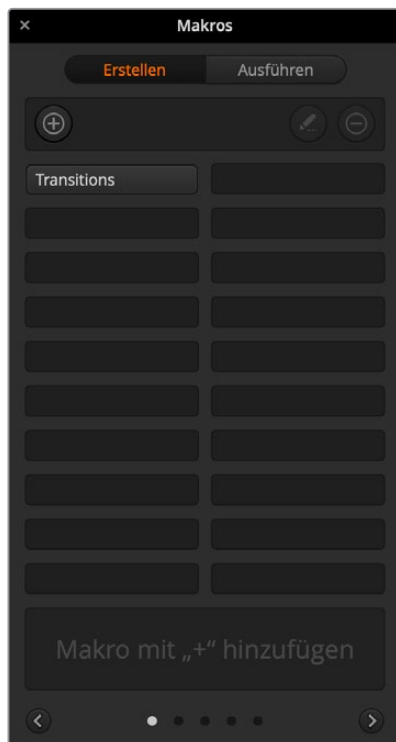 Makros
Erstellen Ausführen
Transitions
Makro mit „+“ hinzufügen